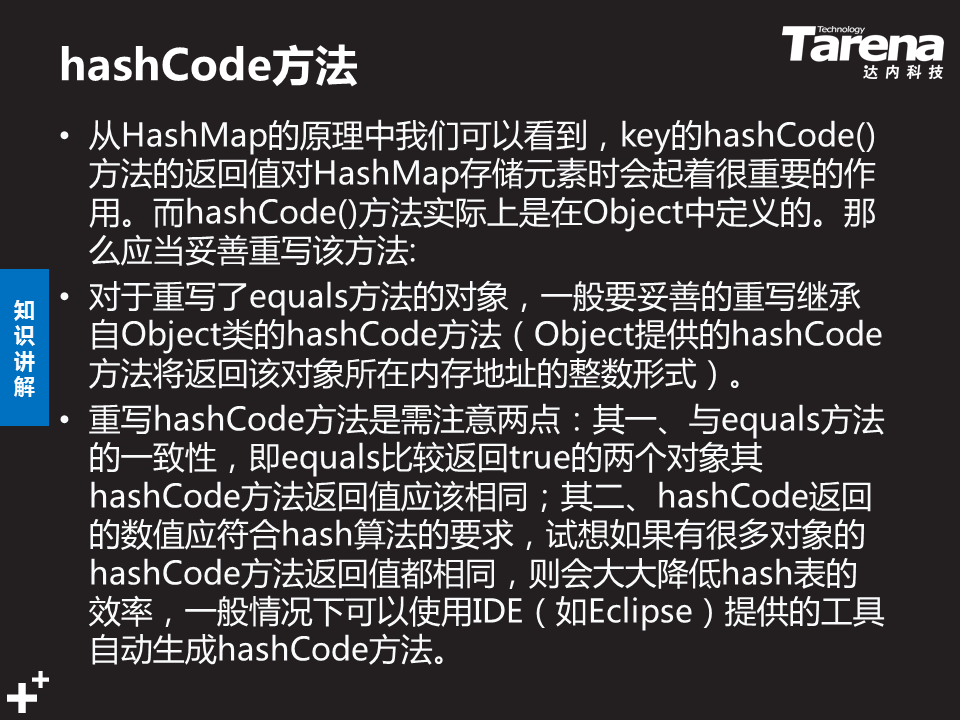 hashCode方法
Technology
Tarena
达内科技
• 从HashMap的原理中我们可以看到，key的hashCode()
方法的返回值对HashMap存储元素时会起着很重要的作
用。而hashCode()方法实际上是在Object中定义的。那
么应当妥善重写该方法:
• 对于重写了equals方法的对象，一般要妥善的重写继承
自Object类的hashCode方法（Object提供的hashCode
方法将返回该对象所在内存地址的整数形式）。
• 重写hashCode方法是需注意两点：其一、与equals方法
的一致性，即equals比较返回true的两个对象其
hashCode方法返回值应该相同；其二、hashCode返回
的数值应符合hash算法的要求，试想如果有很多对象的
hashCode方法返回值都相同，则会大大降低hash表的
效率，一般情况下可以使用IDE（如Eclipse）提供的工具
自动生成hashCode方法。
知
识
讲
解